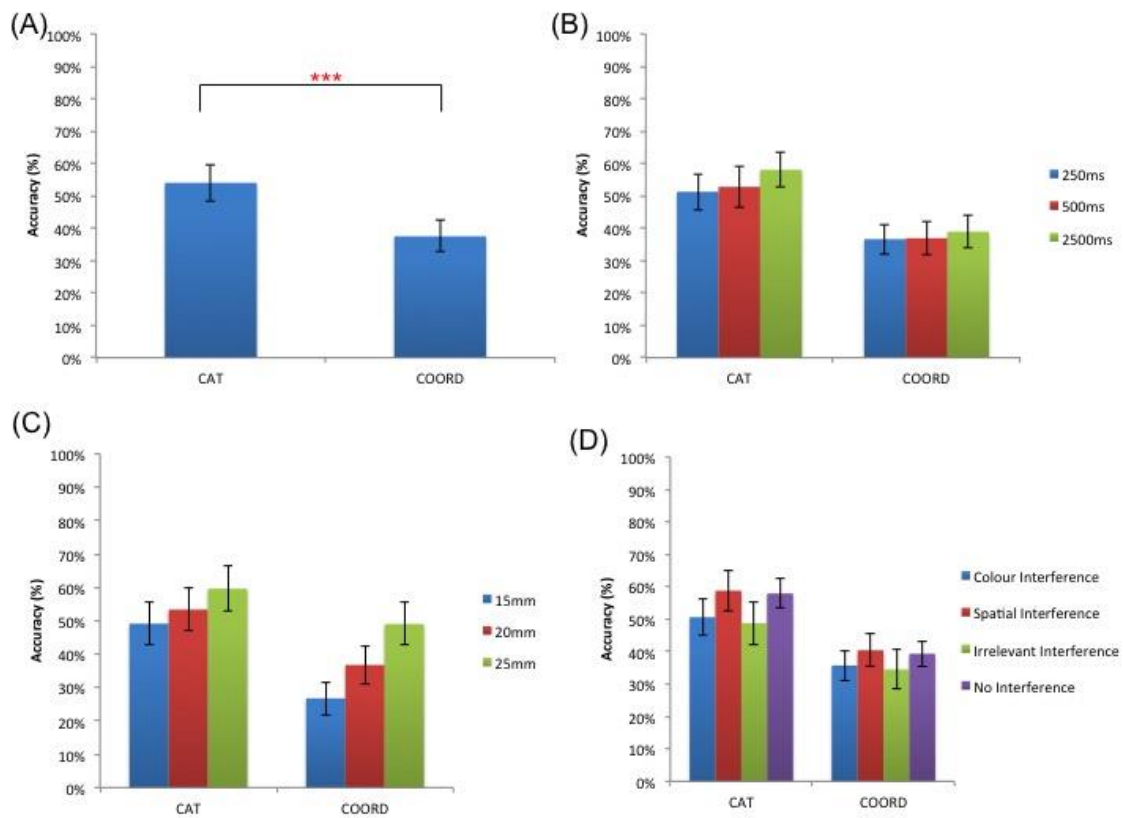 (A)
100%
90%
80%
70%
60%
50%
40%
30%
20%
10%
0%
Accuracy (%)
***
CAT COORD
(B)
100%
90%
80%
70%
60%
50%
40%
30%
20%
10%
0%
Accuracy (%)
CAT COORD
250ms
500ms
2500ms
(C)
100%
90%
80%
70%
60%
50%
40%
30%
20%
10%
0%
Accuracy (%)
CAT COORD
15mm
20mm
25mm
(D)
100%
90%
80%
70%
60%
50%
40%
30%
20%
10%
0%
Accuracy (%)
CAT COORD
Colour Interference
Spatial Interference
Irrelevant Interference
No Interference